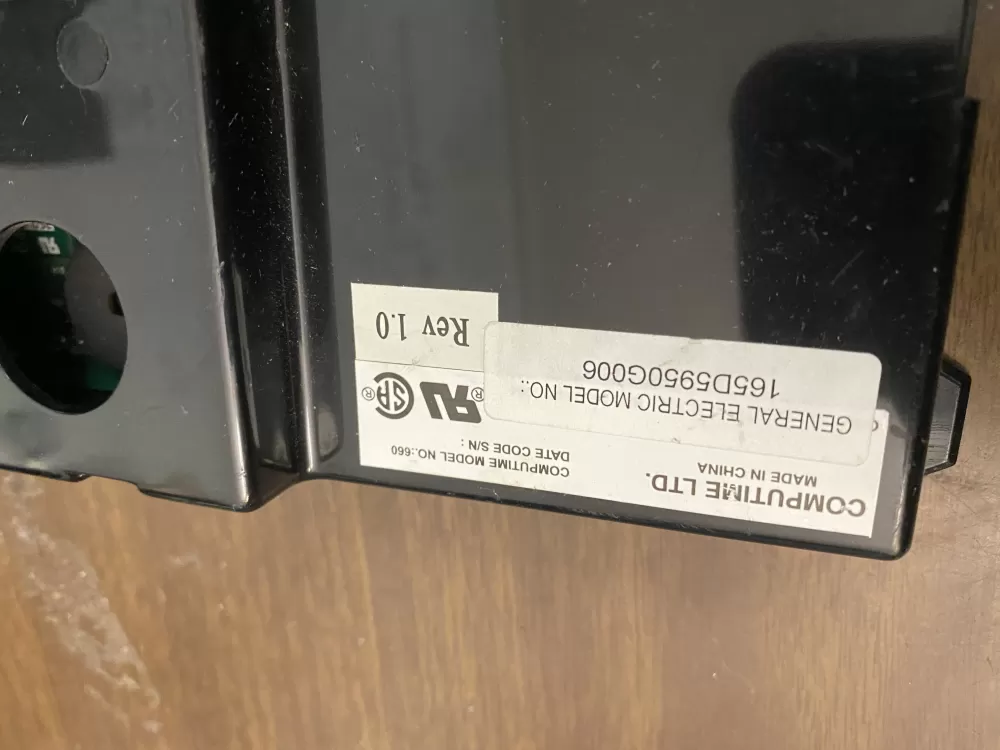 COMPUTIME LTD.
MADE IN CHINA
COMPUTIME MODEL NO.:660
DATE CODE S/N :
GENERAL ELECTRIC MODEL NO.:
165D5950G006
Rev 1.0